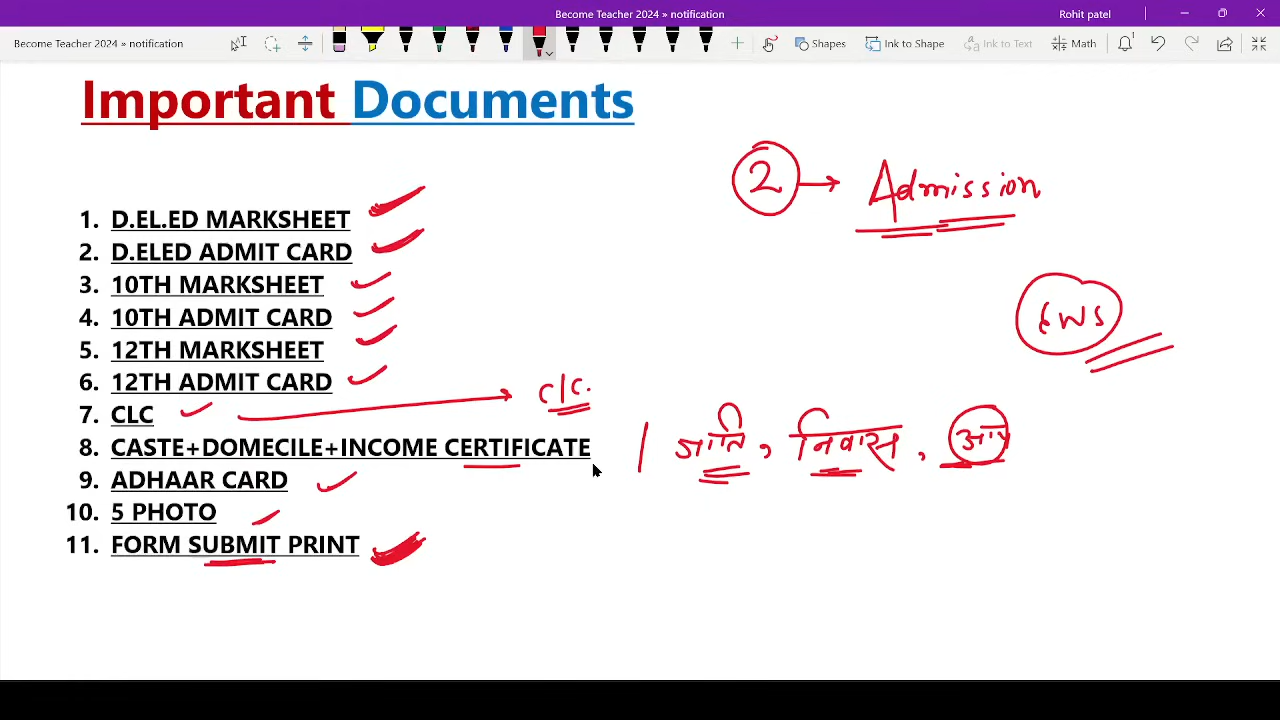 Become Teacher 2024 » notification
Rohit patel
Become Teacher 2024 » notification
Shapes
Ink to Shape
Ink to Text
Math
Important Documents
2 → Admission
EWS
1. D.EL.ED MARKSHEET
2. D.ELED ADMIT CARD
3. 10TH MARKSHEET
4. 10TH ADMIT CARD
5. 12TH MARKSHEET
6. 12TH ADMIT CARD
7. CLC → C/C.
8. CASTE+DOMECILE+INCOME CERTIFICATE / जाति, निवास, आय
9. ADHAAR CARD
10. 5 PHOTO
11. FORM SUBMIT PRINT